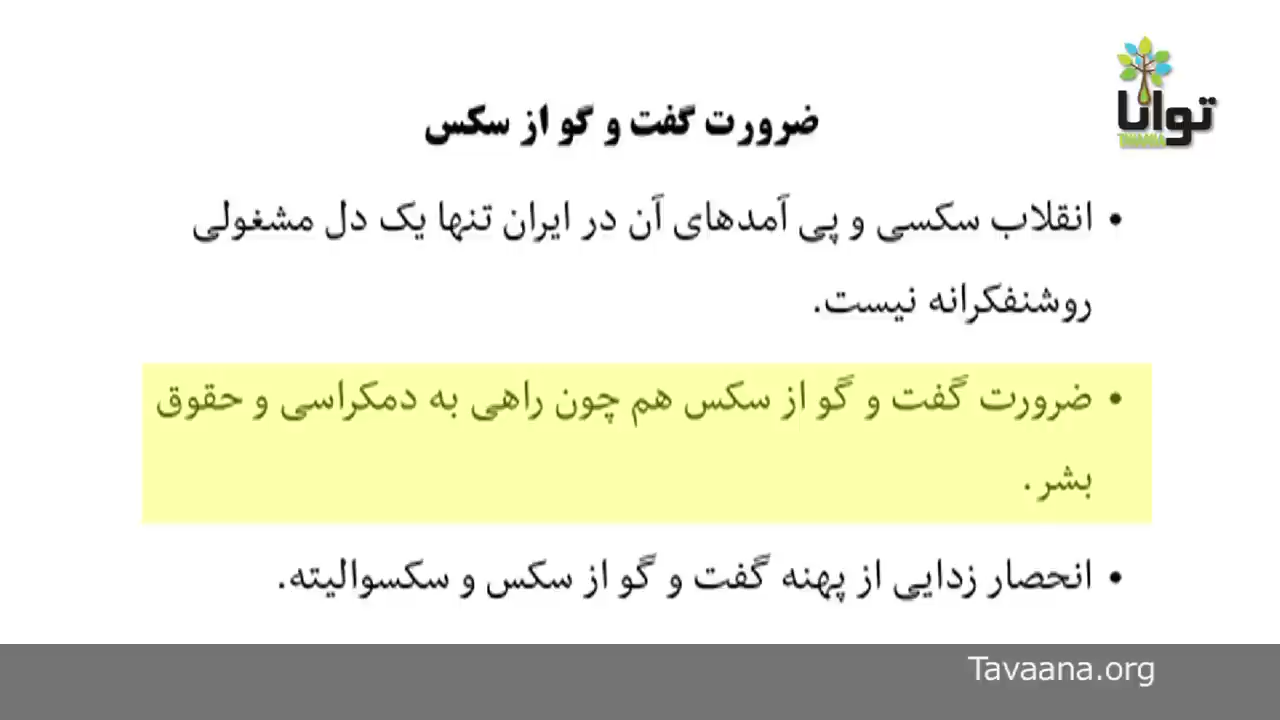 توانا
TAVAANA
ضرورت گفت و گو از سکس
• انقلاب سکسی و پی آمدهای آن در ایران تنها یک دل مشغولی
روشنفکرانه نیست.
• ضرورت گفت و گو از سکس هم چون راهی به دمکراسی و حقوق
بشر.
• انحصار زدایی از پهنه گفت و گو از سکس و سکسوالیته.
Tavaana.org